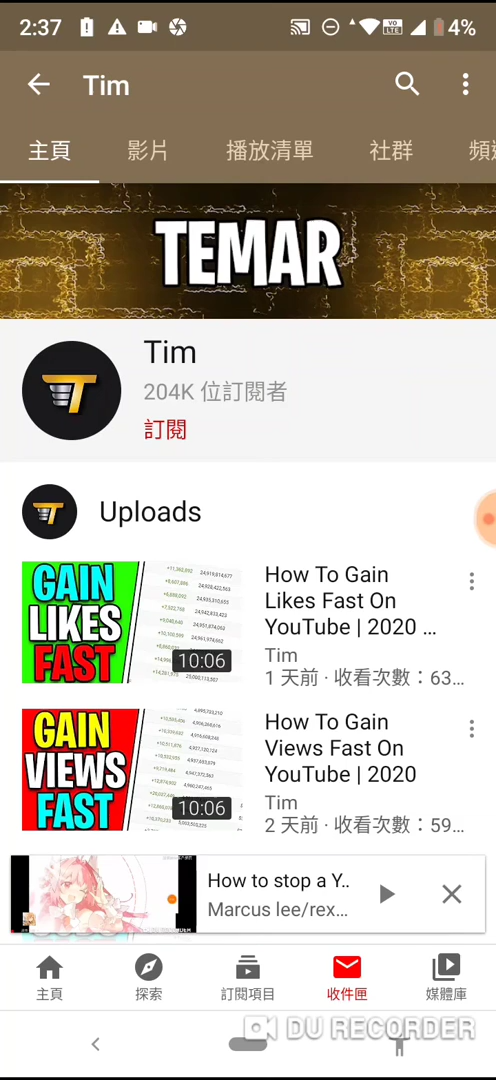 2:37
4%
Tim
主頁
影片
播放清單
社群
TEMAR
Tim
204K 位訂閱者
訂閱
Uploads
GAIN
LIKES
FAST
10:06
How To Gain
Likes Fast On
YouTube | 2020 ...
Tim
1 天前 · 收看次數：63...
GAIN
VIEWS
FAST
10:06
How To Gain
Views Fast On
YouTube | 2020
Tim
2 天前 · 收看次數：59...
How to stop a Y..
Marcus lee/rex...
主頁
探索
訂閱項目
收件匣
媒體庫
DU RECORDER